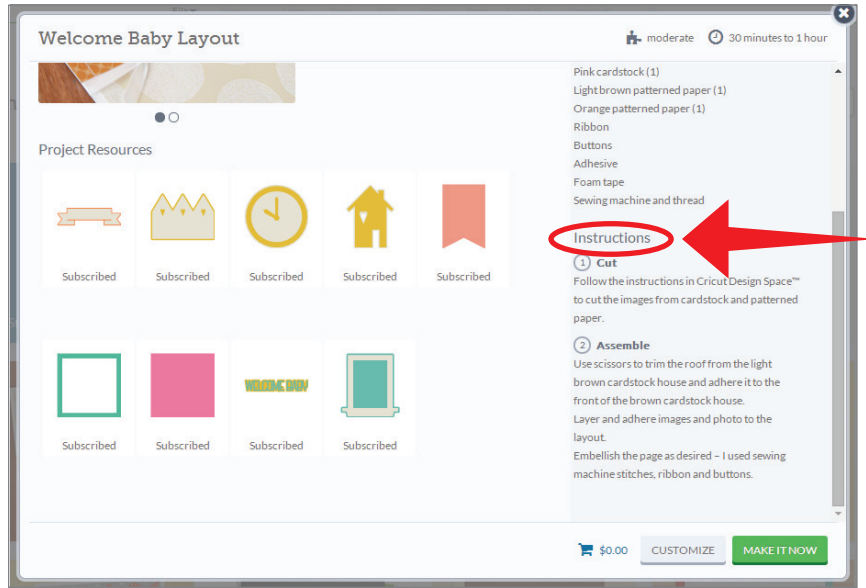 Welcome Baby Layout
moderate
30 minutes to 1 hour
Project Resources
Subscribed
Subscribed
Subscribed
Subscribed
Subscribed
WELCOME BABY
Subscribed
Subscribed
Subscribed
Subscribed
Pink cardstock (1)
Light brown patterned paper (1)
Orange patterned paper (1)
Ribbon
Buttons
Adhesive
Foam tape
Sewing machine and thread
Instructions
1 Cut
Follow the instructions in Cricut Design Space™
to cut the images from cardstock and patterned
paper.
2 Assemble
Use scissors to trim the roof from the light
brown cardstock house and adhere it to the
front of the brown cardstock house.
Layer and adhere images and photo to the
layout.
Embellish the page as desired – I used sewing
machine stitches, ribbon and buttons.
$0.00
CUSTOMIZE
MAKE IT NOW